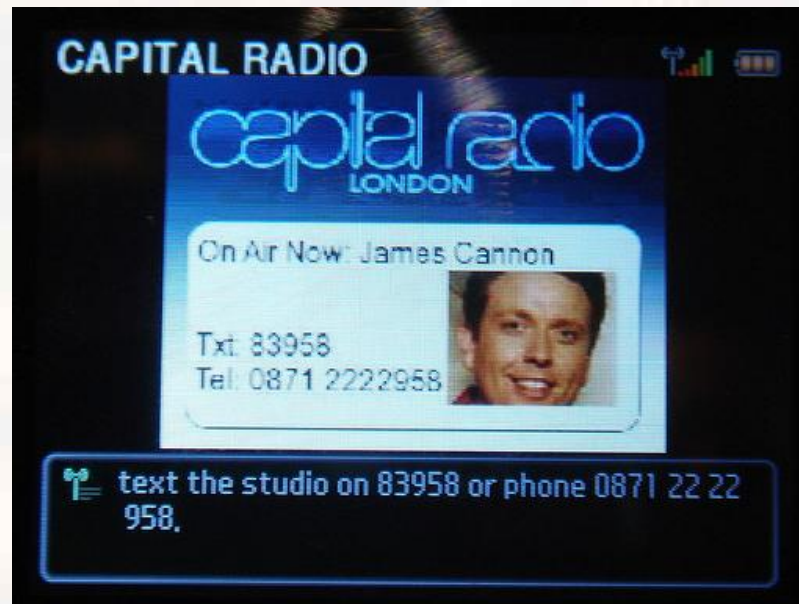 CAPITAL RADIO
capital radio
LONDON
On Air Now: James Cannon
Txt: 83958
Tel: 0871 2222958
text the studio on 83958 or phone 0871 22 22
958.